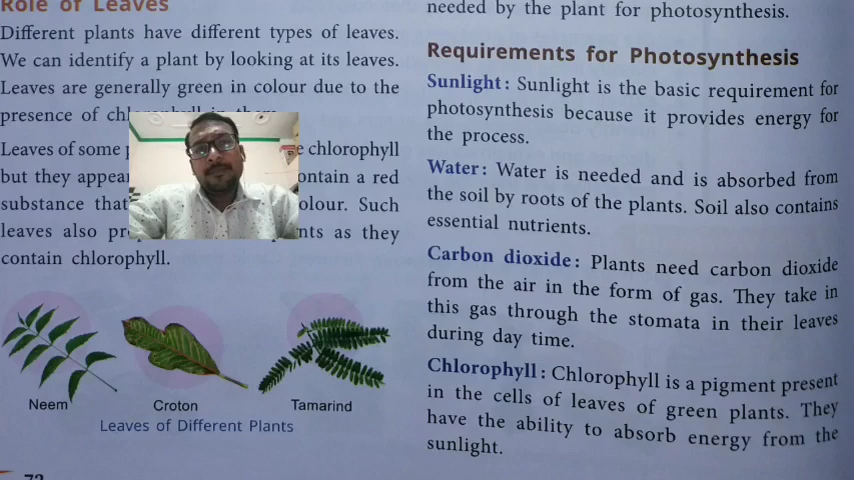 Role of Leaves
Different plants have different types of leaves.
We can identify a plant by looking at its leaves.
Leaves are generally green in colour due to the
presence of chlorophyll in them.
Leaves of some chlorophyll
but they appear contain a red
substance that colour. Such
leaves also as they
contain chlorophyll.
Neem
Croton
Tamarind
Leaves of Different Plants
needed by the plant for photosynthesis.
Requirements for Photosynthesis
Sunlight : Sunlight is the basic requirement for
photosynthesis because it provides energy for
the process.
Water : Water is needed and is absorbed from
the soil by roots of the plants. Soil also contains
essential nutrients.
Carbon dioxide : Plants need carbon dioxide
from the air in the form of gas. They take in
this gas through the stomata in their leaves
during day time.
Chlorophyll : Chlorophyll is a pigment present
in the cells of leaves of green plants. They
have the ability to absorb energy from the
sunlight.